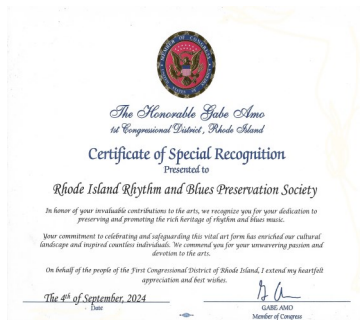 MEMBER OF CONGRESS
The Honorable Gabe Amo
1st Congressional District, Rhode Island
Certificate of Special Recognition
Presented to
Rhode Island Rhythm and Blues Preservation Society
In honor of your invaluable contributions to the arts, we recognize you for your dedication to
preserving and promoting the rich heritage of rhythm and blues music.
Your commitment to celebrating and safeguarding this vital art form has enriched our cultural
landscape and inspired countless individuals. We commend you for your unwavering passion and
devotion to the arts.
On behalf of the people of the First Congressional District of Rhode Island, I extend my heartfelt
appreciation and best wishes.
The 4th of September, 2024
Date
GABE AMO
Member of Congress